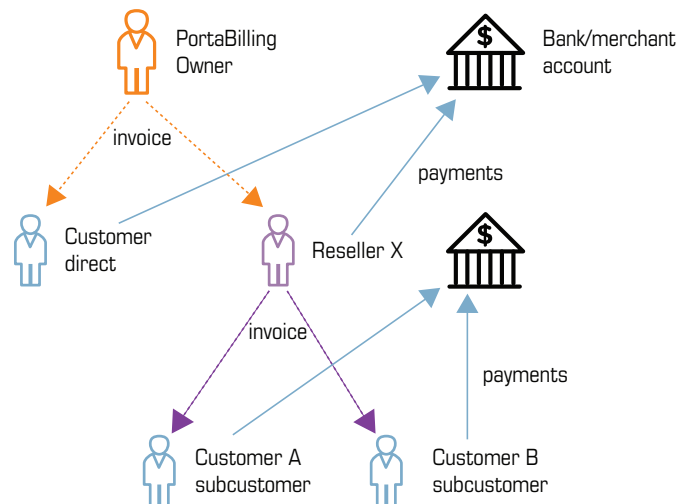 PortaBilling
Owner
$
Bank/merchant
account
invoice
payments
Customer
direct
Reseller X
$
invoice
payments
Customer A
subcustomer
Customer B
subcustomer